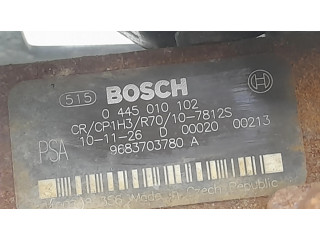 515 BOSCH
0 445 010 102
CR/CP1H3/R70/10-7812S
10-11-26 D 00020 00213
PSA 9683703780 A
Made in Czech Republic